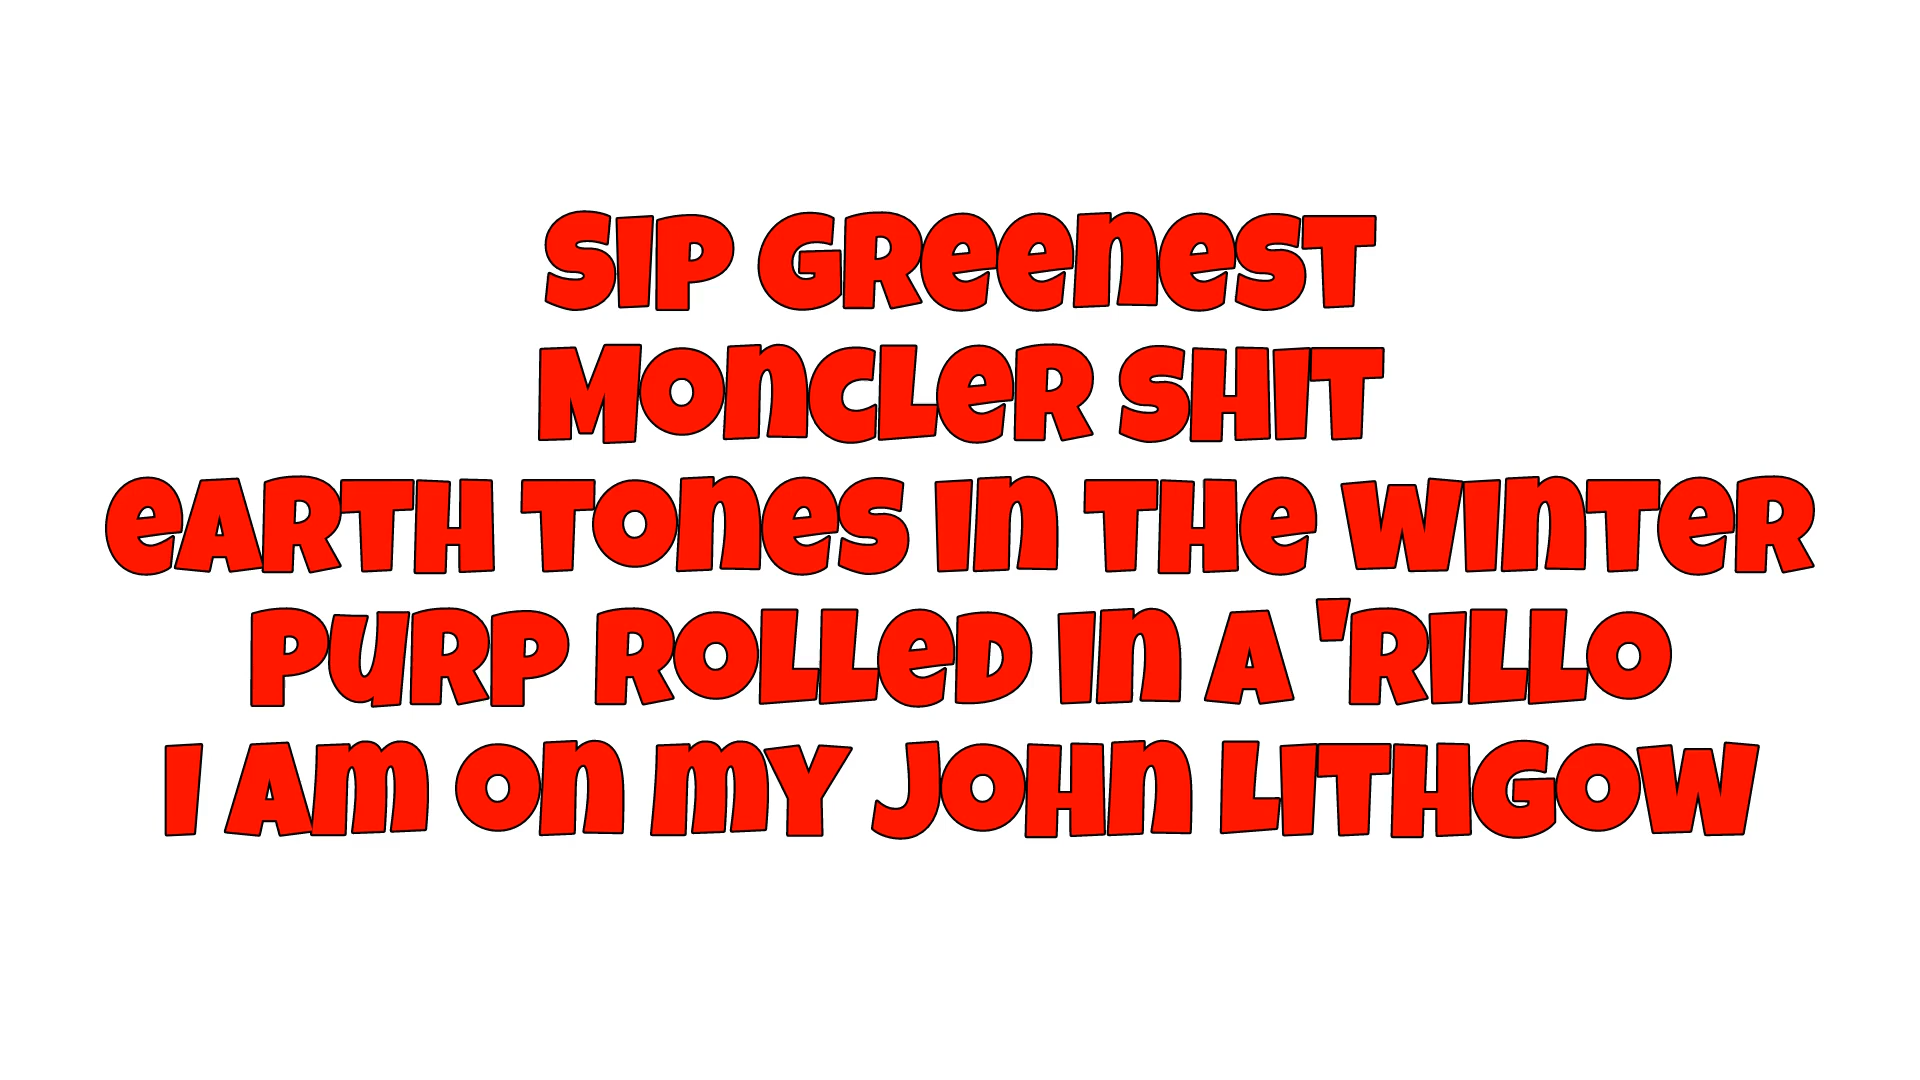 SIP GREENEST
MONCLER SHIT
EARTH TONES IN THE WINTER
PURP ROLLED IN A 'RILLO
I AM ON MY JOHN LITHGOW